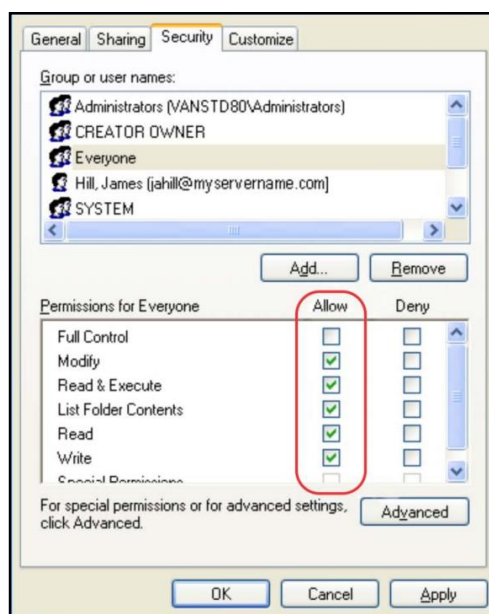 General Sharing Security Customize
Group or user names:
Administrators (VANSTD80\Administrators)
CREATOR OWNER
Everyone
Hill, James (jahill@myservername.com)
SYSTEM
Add... Remove
Permissions for Everyone Allow Deny
Full Control
Modify
Read & Execute
List Folder Contents
Read
Write
Special Permissions
For special permissions or for advanced settings,
click Advanced.
Advanced
OK Cancel Apply